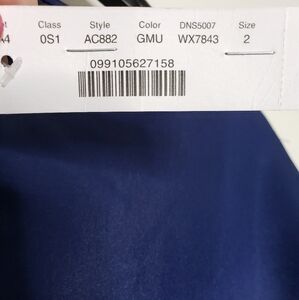 Class Style Color DNS5007 Size
0S1 AC882 GMU WX7843 2
099105627158